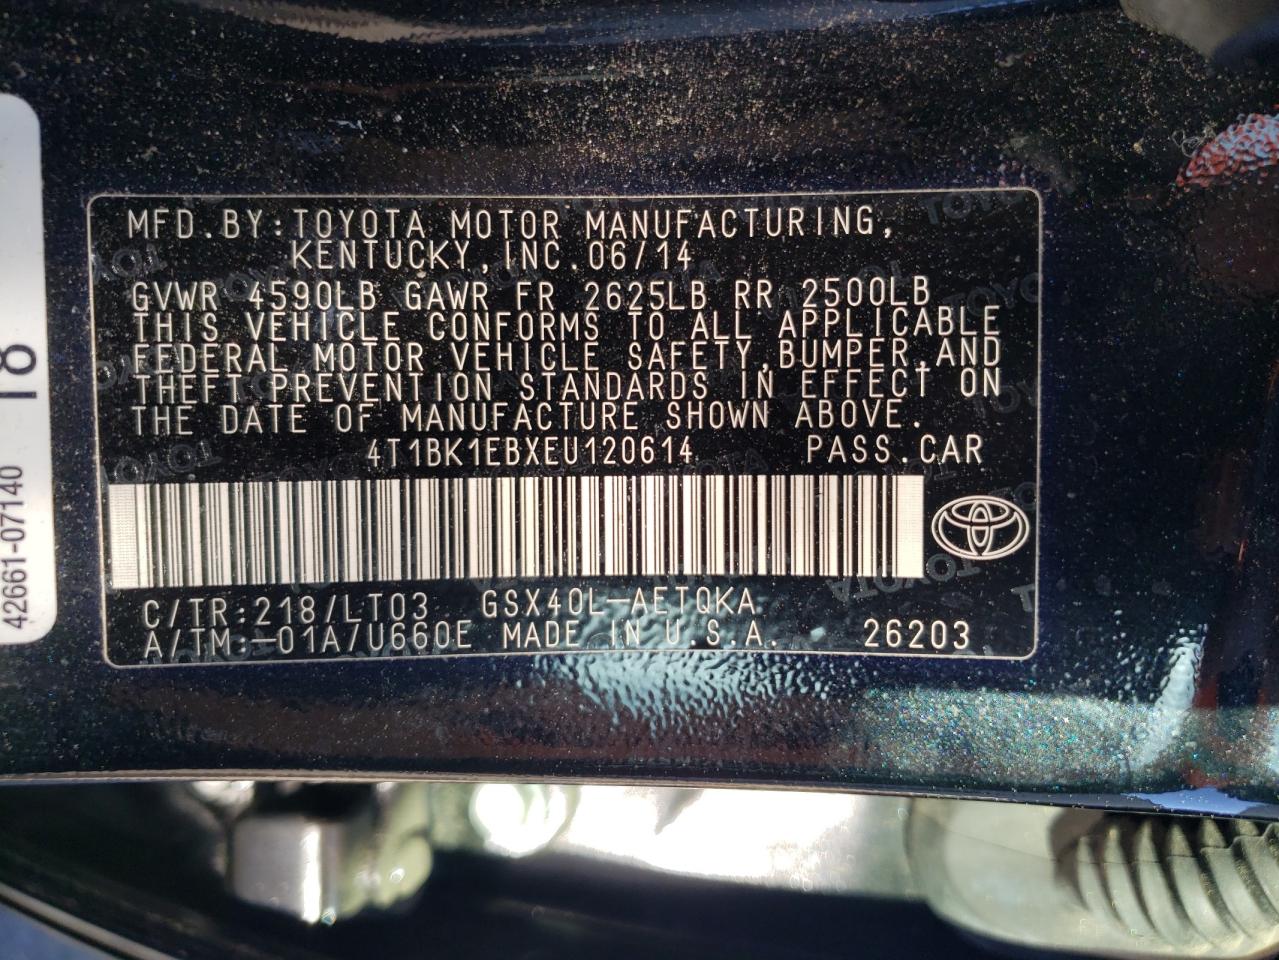 MFD.BY:TOYOTA MOTOR MANUFACTURING,
KENTUCKY,INC.06/14
GVWR 4590LB GAWR FR 2625LB RR 2500LB
THIS VEHICLE CONFORMS TO ALL APPLICABLE
FEDERAL MOTOR VEHICLE SAFETY,BUMPER,AND
THEFT PREVENTION STANDARDS IN EFFECT ON
THE DATE OF MANUFACTURE SHOWN ABOVE.
4T1BK1EBXEU120614 PASS.CAR
C/TR:218/LT03 GSX40L-AETQKA
A/TM:-01A/U660E MADE IN U.S.A. 26203
42661-07140